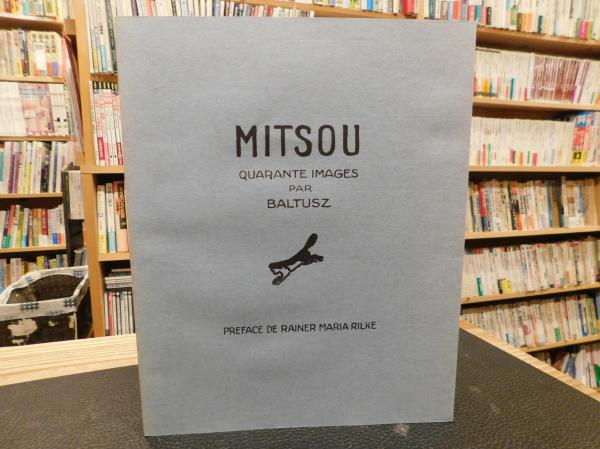 MITSOU
QUARANTE IMAGES
PAR
BALTUSZ
PREFACE DE RAINER MARIA RILKE